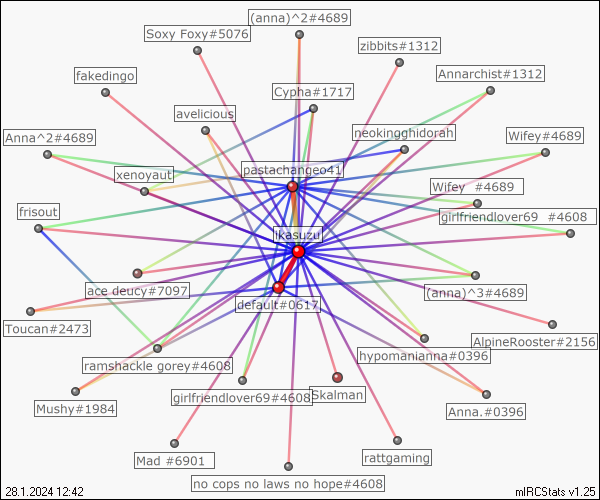 (anna)^2#4689
Soxy Foxy#5076
zibbits#1312
fakedingo
Annarchist#1312
Cypha#1717
avelicious
neokingghidorah
Anna^2#4689
Wifey#4689
pastachangeo41
xenoyaut
Wifey #4689
frisout
girlfriendlover69 #4608
ikasuzu
ace deucy#7097
(anna)^3#4689
default#0617
Toucan#2473
AlpineRooster#2156
hypomanianna#0396
ramshackle gorey#4608
girlfriendlover69#4608
Skalman
Mushy#1984
Anna.#0396
Mad #6901
rattgaming
no cops no laws no hope#4608
28.1.2024 12:42
mIRCStats v1.25